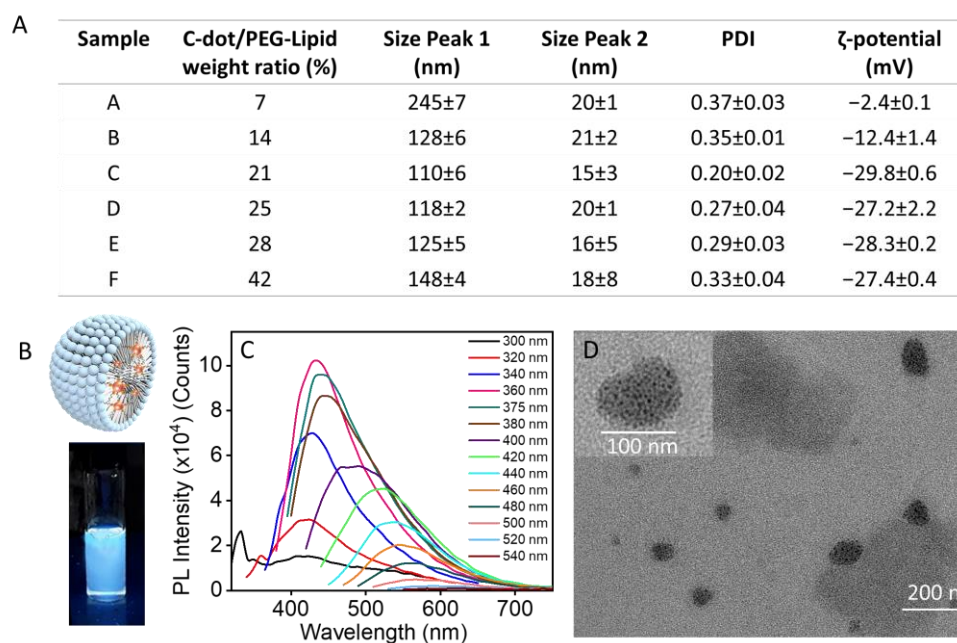 A
Sample C-dot/PEG-Lipid weight ratio (%) Size Peak 1 (nm) Size Peak 2 (nm) PDI ζ-potential (mV)
A 7 245±7 20±1 0.37±0.03 −2.4±0.1
B 14 128±6 21±2 0.35±0.01 −12.4±1.4
C 21 110±6 15±3 0.20±0.02 −29.8±0.6
D 25 118±2 20±1 0.27±0.04 −27.2±2.2
E 28 125±5 16±5 0.29±0.03 −28.3±0.2
F 42 148±4 18±8 0.33±0.04 −27.4±0.4
B
C
PL Intensity (x10⁴) (Counts)
10
8
6
4
2
0
400 500 600 700
Wavelength (nm)
300 nm
320 nm
340 nm
360 nm
375 nm
380 nm
400 nm
420 nm
440 nm
460 nm
480 nm
500 nm
520 nm
540 nm
D
100 nm
200 n